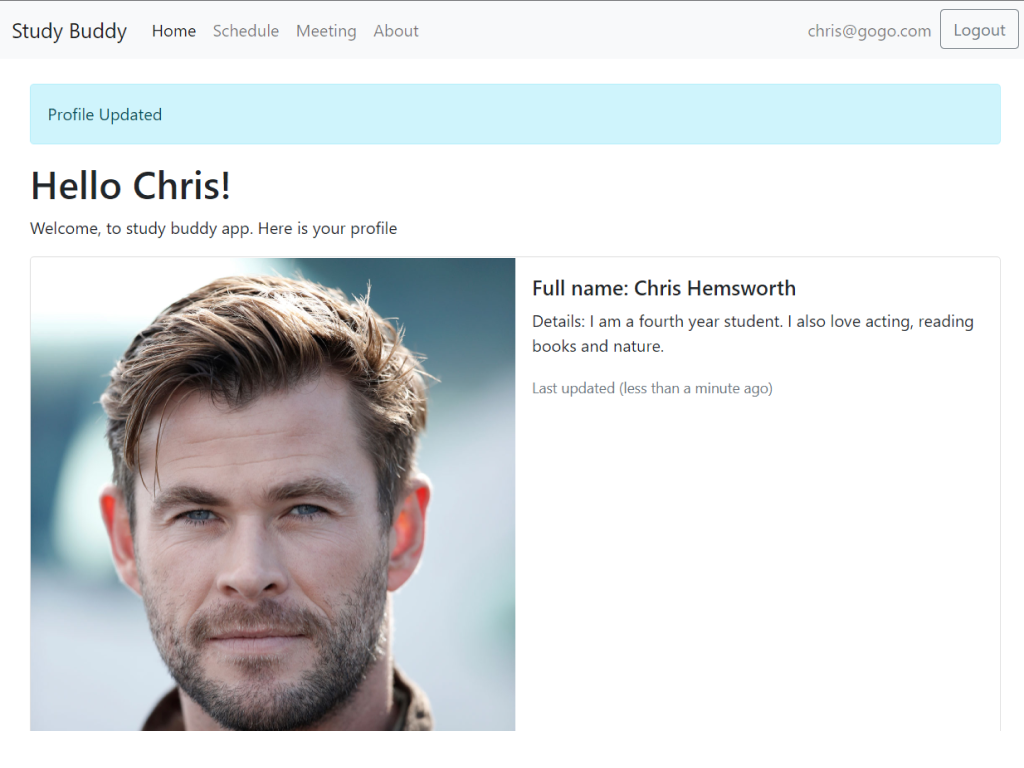 Study Buddy Home Schedule Meeting About chris@gogo.com Logout
Profile Updated
Hello Chris!
Welcome, to study buddy app. Here is your profile
Full name: Chris Hemsworth
Details: I am a fourth year student. I also love acting, reading
books and nature.
Last updated (less than a minute ago)